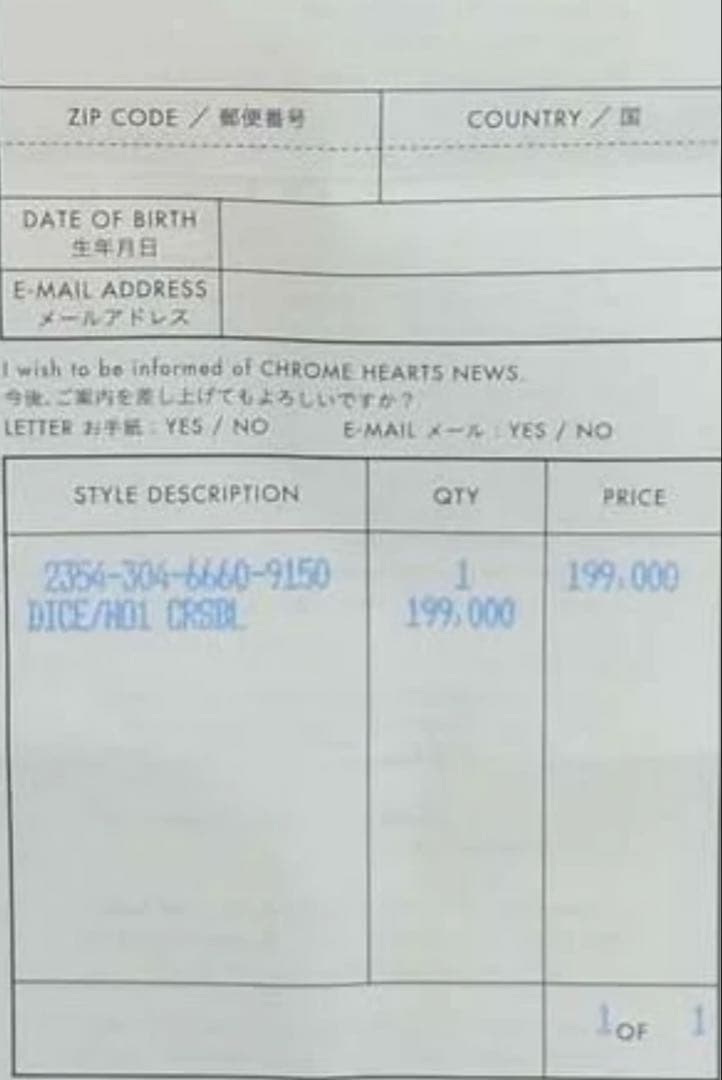 ZIP CODE / 郵便番号 COUNTRY / 国
DATE OF BIRTH
生年月日
E-MAIL ADDRESS
メールアドレス
I wish to be informed of CHROME HEARTS NEWS.
今後、ご案内を差し上げてもよろしいですか?
LETTER お手紙 : YES / NO E-MAIL メール : YES / NO
STYLE DESCRIPTION QTY PRICE
2354-304-6660-9150 1 199,000
DICE/NO1 CRSBL 199,000
1 OF 1